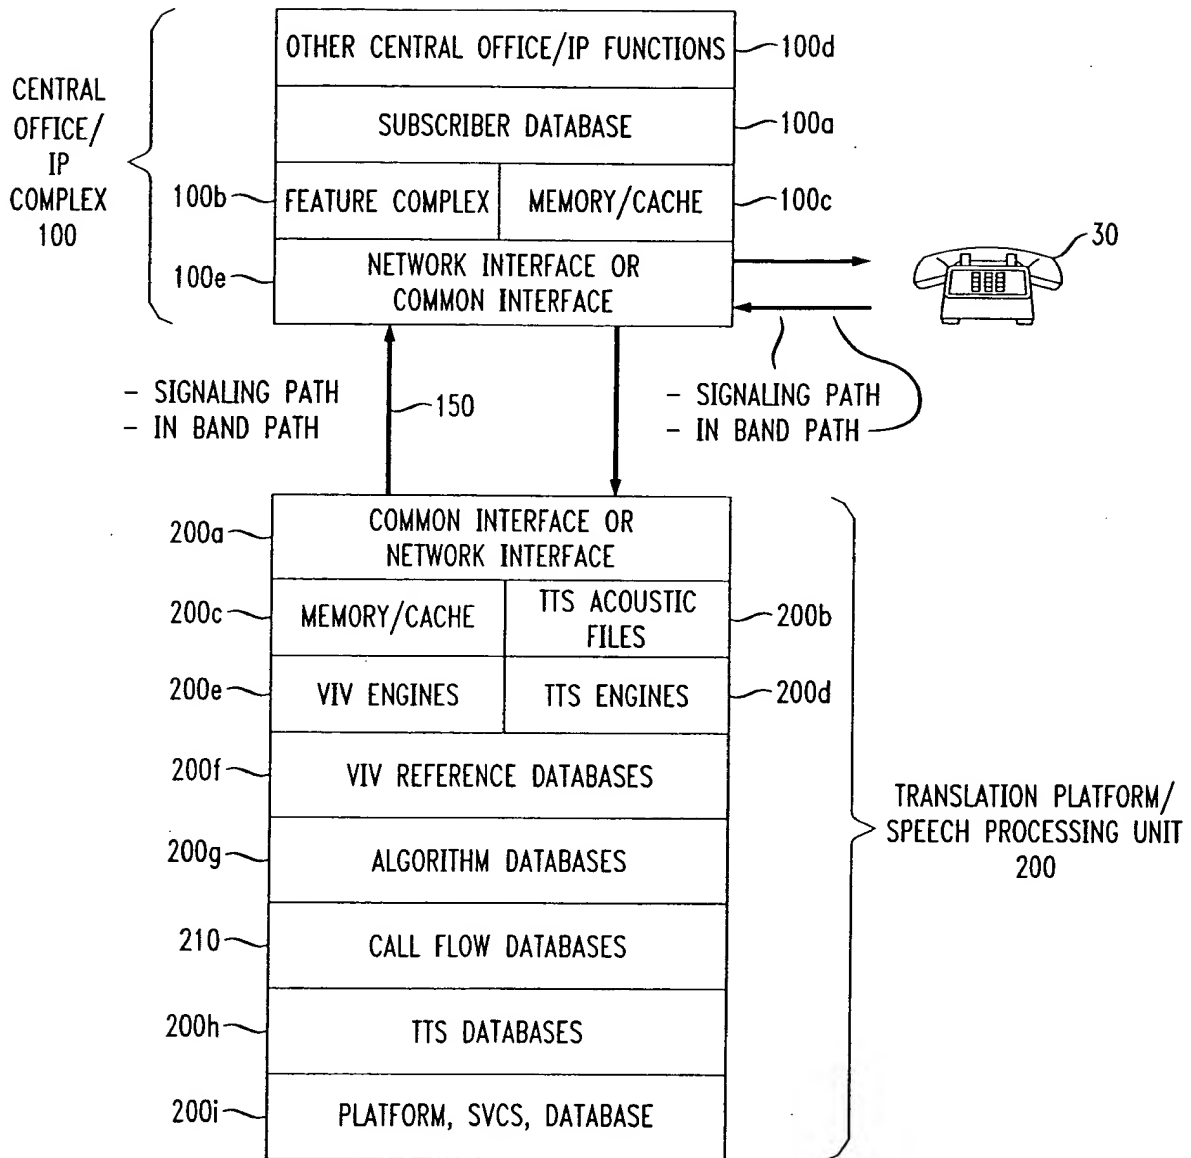 OTHER CENTRAL OFFICE/IP FUNCTIONS
100d
CENTRAL
OFFICE/
IP
COMPLEX
100
SUBSCRIBER DATABASE
100a
100b
FEATURE COMPLEX
MEMORY/CACHE
100c
100e
NETWORK INTERFACE OR
COMMON INTERFACE
30
- SIGNALING PATH
- IN BAND PATH
150
- SIGNALING PATH
- IN BAND PATH
200a
COMMON INTERFACE OR
NETWORK INTERFACE
200c
MEMORY/CACHE
TTS ACOUSTIC
FILES
200b
200e
VIV ENGINES
TTS ENGINES
200d
200f
VIV REFERENCE DATABASES
200g
ALGORITHM DATABASES
210
CALL FLOW DATABASES
200h
TTS DATABASES
200i
PLATFORM, SVCS, DATABASE
TRANSLATION PLATFORM/
SPEECH PROCESSING UNIT
200